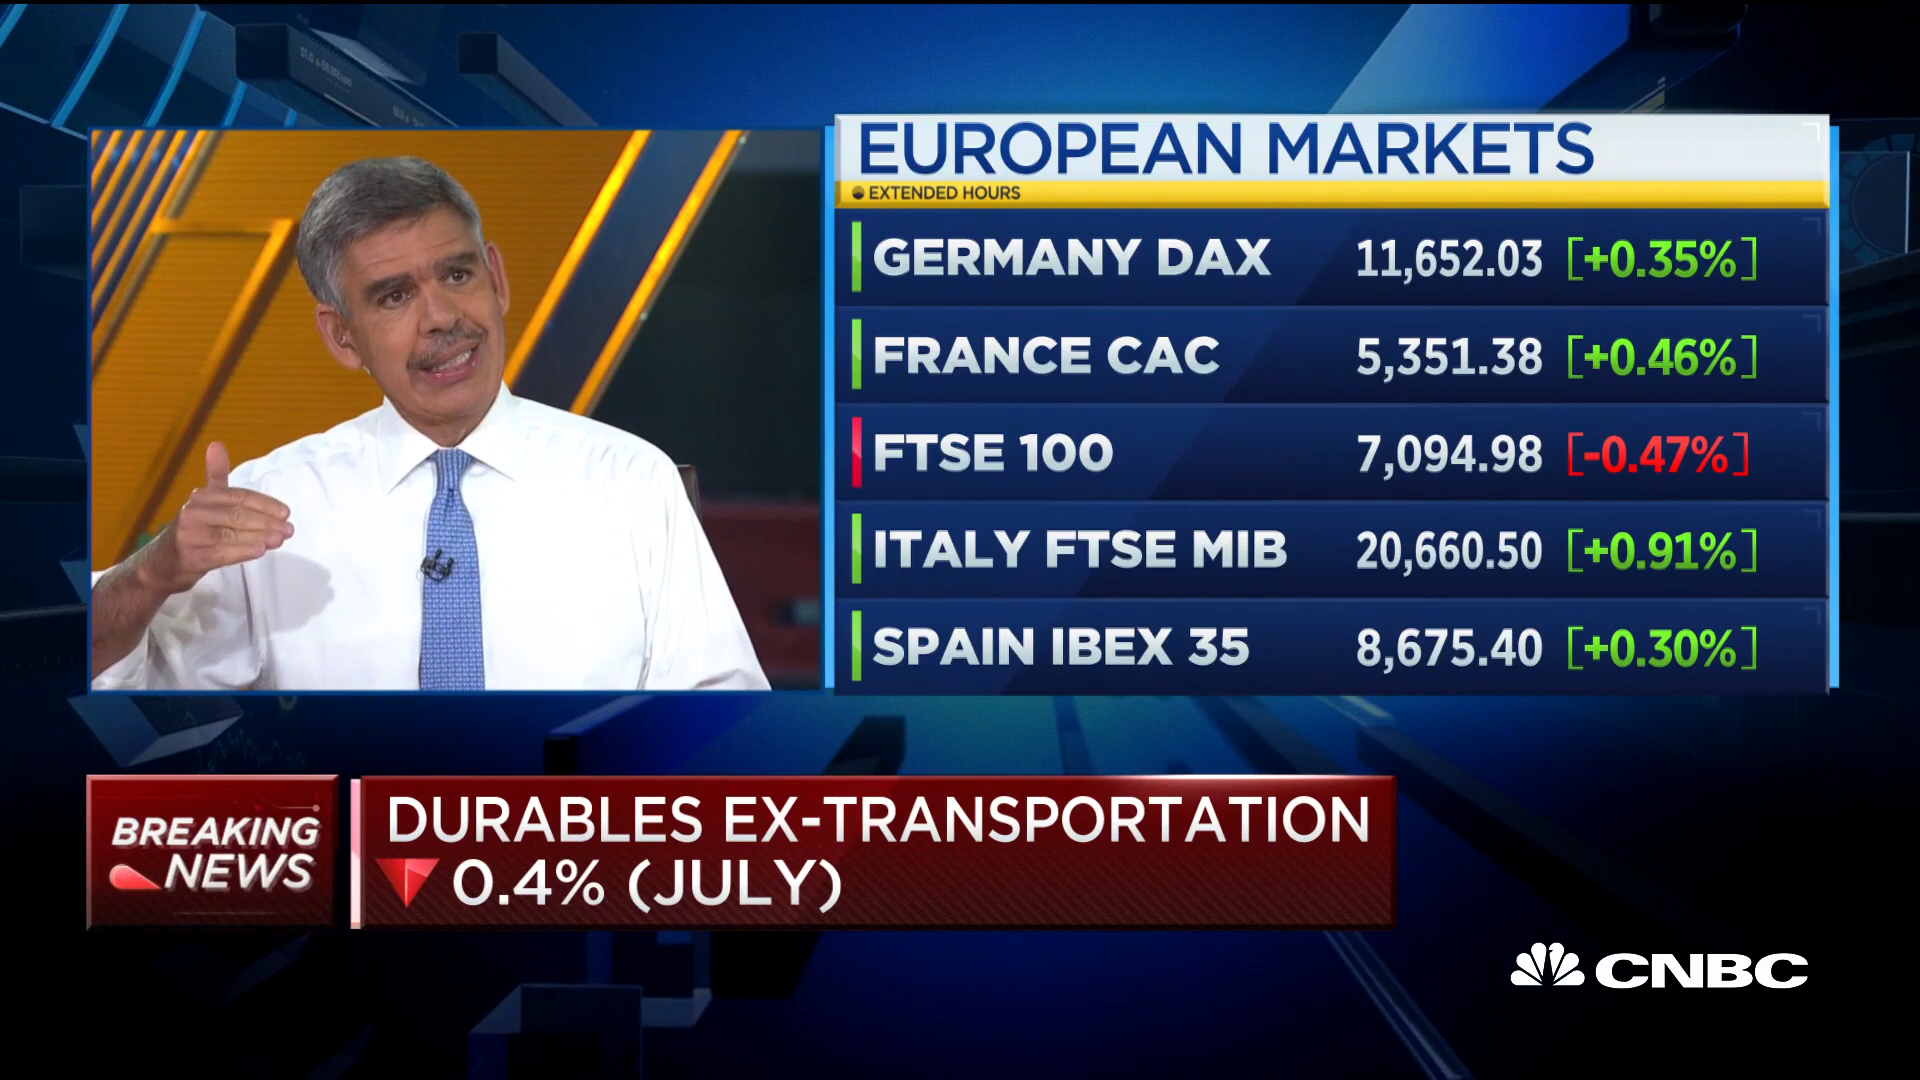 EUROPEAN MARKETS
EXTENDED HOURS
GERMANY DAX 11,652.03 [+0.35%]
FRANCE CAC 5,351.38 [+0.46%]
FTSE 100 7,094.98 [-0.47%]
ITALY FTSE MIB 20,660.50 [+0.91%]
SPAIN IBEX 35 8,675.40 [+0.30%]
BREAKING
NEWS
DURABLES EX-TRANSPORTATION
▼ 0.4% (JULY)
CNBC